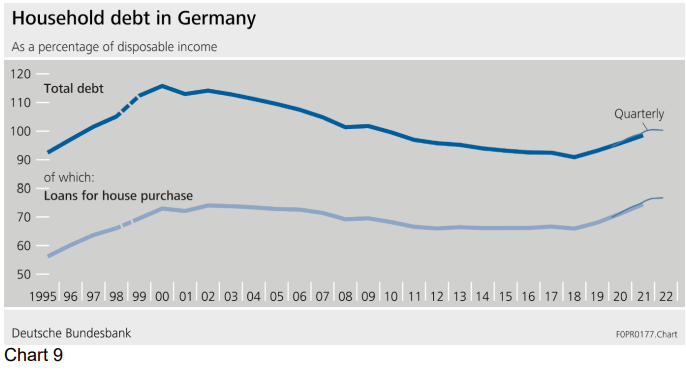 Household debt in Germany
As a percentage of disposable income
120
Total debt
110
Quarterly
100
90
of which:
80
Loans for house purchase
70
60
50
1995 96 97 98 99 00 01 02 03 04 05 06 07 08 09 10 11 12 13 14 15 16 17 18 19 20 21 22
Deutsche Bundesbank
F0PR0177.Chart
Chart 9